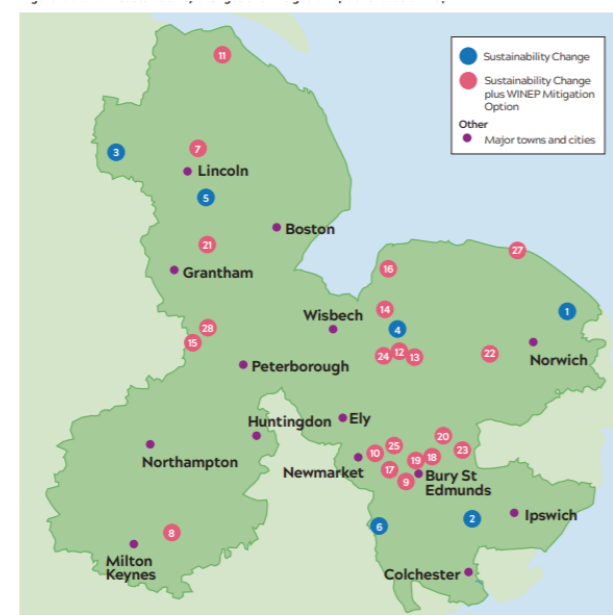 11
Sustainability Change
Sustainability Change
plus WINEP Mitigation
Option
Other
Major towns and cities
3
7
Lincoln
5
Boston
21
Grantham
27
16
14
1
Wisbech
4
28
15
24
12
13
22
Norwich
Peterborough
Huntingdon
Ely
20
Northampton
25
23
10
19
18
Newmarket
17
9
Bury St
Edmunds
8
6
2
Ipswich
Milton
Keynes
Colchester